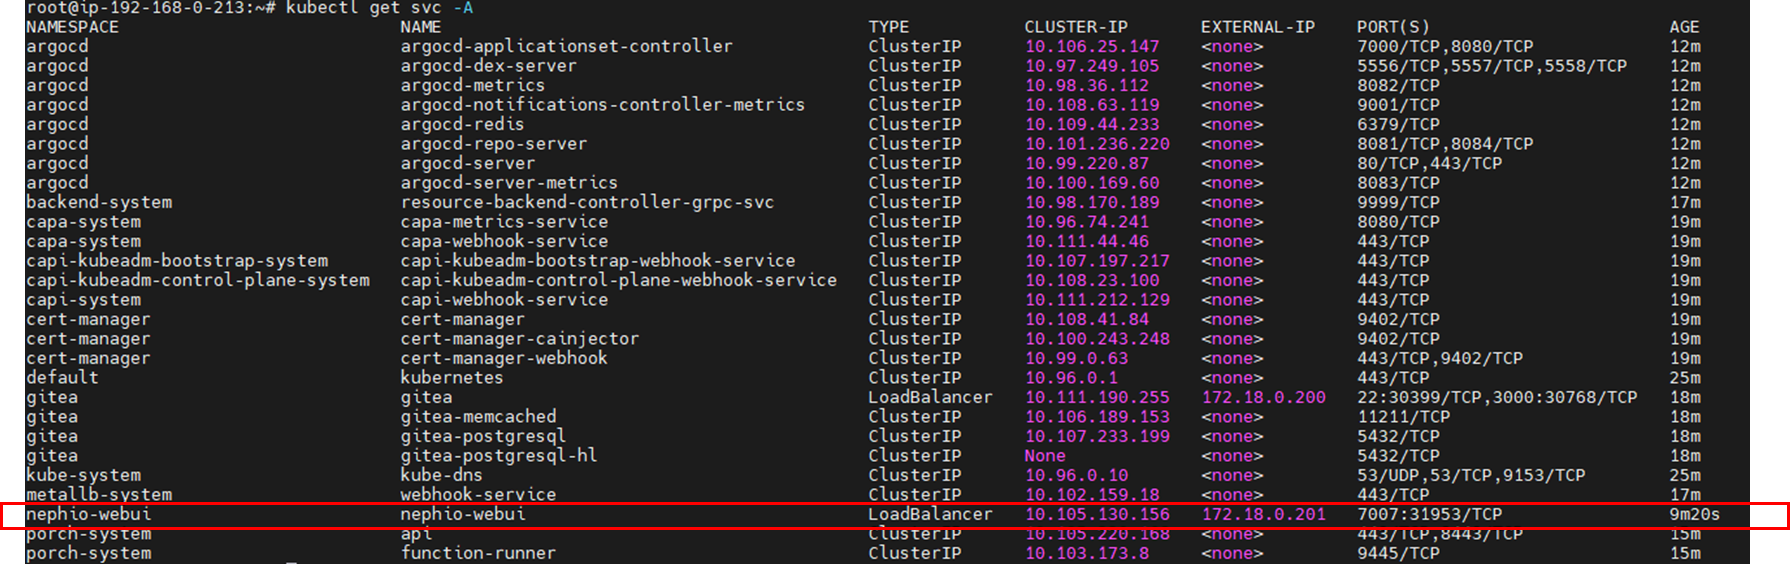 root@ip-192-168-0-213:~# kubectl get svc -A
NAMESPACE NAME TYPE CLUSTER-IP EXTERNAL-IP PORT(S) AGE
argocd argocd-applicationset-controller ClusterIP 10.106.25.147 <none> 7000/TCP,8080/TCP 12m
argocd argocd-dex-server ClusterIP 10.97.249.105 <none> 5556/TCP,5557/TCP,5558/TCP 12m
argocd argocd-metrics ClusterIP 10.98.36.112 <none> 8082/TCP 12m
argocd argocd-notifications-controller-metrics ClusterIP 10.108.63.119 <none> 9001/TCP 12m
argocd argocd-redis ClusterIP 10.109.44.233 <none> 6379/TCP 12m
argocd argocd-repo-server ClusterIP 10.101.236.220 <none> 8081/TCP,8084/TCP 12m
argocd argocd-server ClusterIP 10.99.220.87 <none> 80/TCP,443/TCP 12m
argocd argocd-server-metrics ClusterIP 10.100.169.60 <none> 8083/TCP 12m
backend-system resource-backend-controller-grpc-svc ClusterIP 10.98.170.189 <none> 9999/TCP 17m
capa-system capa-metrics-service ClusterIP 10.96.74.241 <none> 8080/TCP 19m
capa-system capa-webhook-service ClusterIP 10.111.44.46 <none> 443/TCP 19m
capi-kubeadm-bootstrap-system capi-kubeadm-bootstrap-webhook-service ClusterIP 10.107.197.217 <none> 443/TCP 19m
capi-kubeadm-control-plane-system capi-kubeadm-control-plane-webhook-service ClusterIP 10.108.23.100 <none> 443/TCP 19m
capi-system capi-webhook-service ClusterIP 10.111.212.129 <none> 443/TCP 19m
cert-manager cert-manager ClusterIP 10.108.41.84 <none> 9402/TCP 19m
cert-manager cert-manager-cainjector ClusterIP 10.100.243.248 <none> 9402/TCP 19m
cert-manager cert-manager-webhook ClusterIP 10.99.0.63 <none> 443/TCP,9402/TCP 19m
default kubernetes ClusterIP 10.96.0.1 <none> 443/TCP 25m
gitea gitea LoadBalancer 10.111.190.255 172.18.0.200 22:30399/TCP,3000:30768/TCP 18m
gitea gitea-memcached ClusterIP 10.106.189.153 <none> 11211/TCP 18m
gitea gitea-postgresql ClusterIP 10.107.233.199 <none> 5432/TCP 18m
gitea gitea-postgresql-hl ClusterIP None <none> 5432/TCP 18m
kube-system kube-dns ClusterIP 10.96.0.10 <none> 53/UDP,53/TCP,9153/TCP 25m
metallb-system webhook-service ClusterIP 10.102.159.18 <none> 443/TCP 17m
nephio-webui nephio-webui LoadBalancer 10.105.130.156 172.18.0.201 7007:31953/TCP 9m20s
porch-system api ClusterIP 10.105.220.168 <none> 443/TCP,8443/TCP 15m
porch-system function-runner ClusterIP 10.103.173.8 <none> 9445/TCP 15m